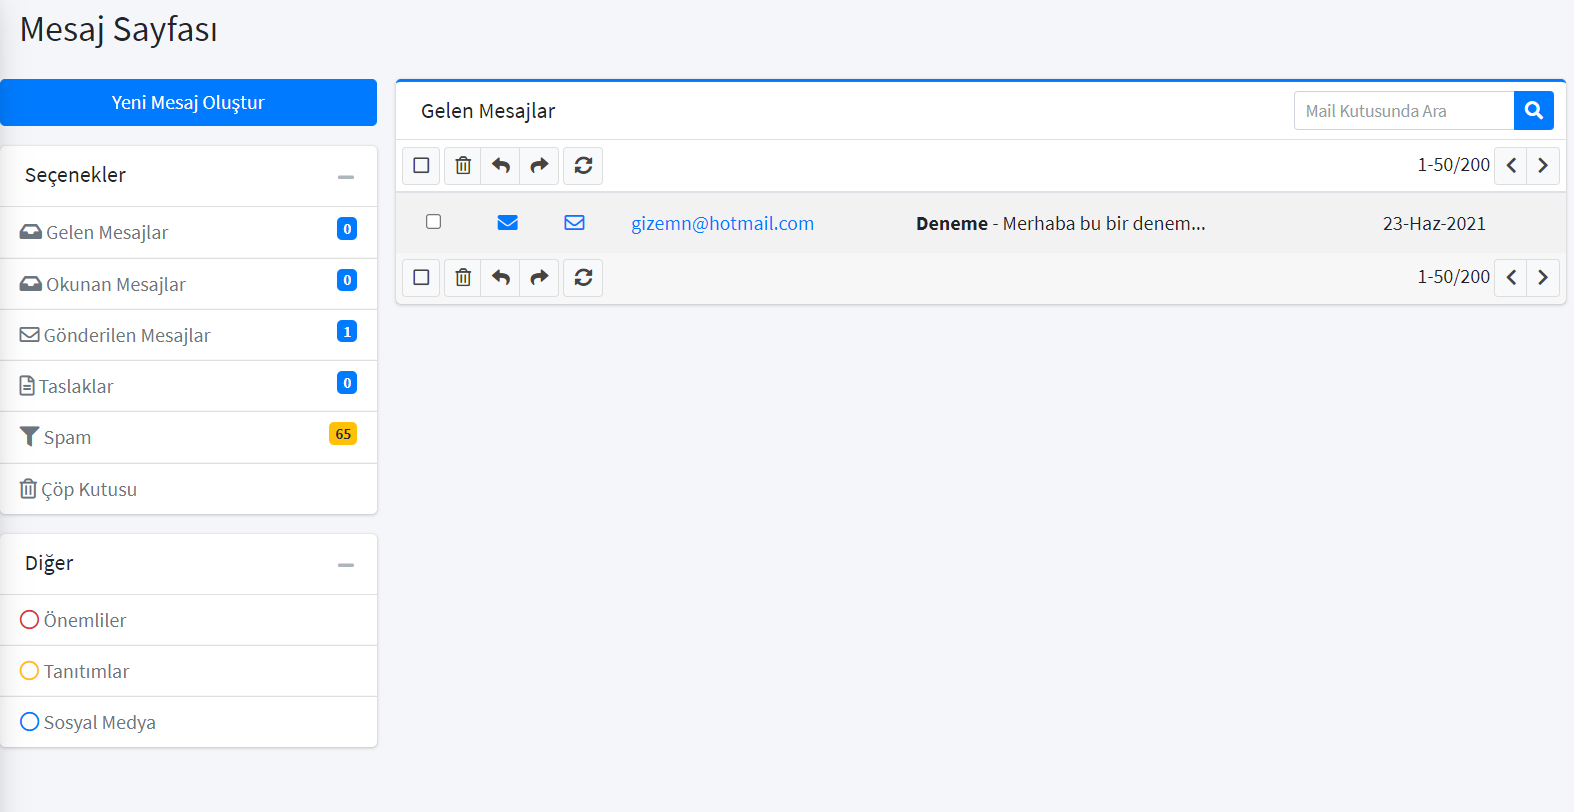 Mesaj Sayfası
Yeni Mesaj Oluştur
Seçenekler
Gelen Mesajlar 0
Okunan Mesajlar 0
Gönderilen Mesajlar 1
Taslaklar 0
Spam 65
Çöp Kutusu
Diğer
Önemliler
Tanıtımlar
Sosyal Medya
Gelen Mesajlar
Mail Kutusunda Ara
1-50/200
gizemn@hotmail.com Deneme - Merhaba bu bir denem... 23-Haz-2021
1-50/200